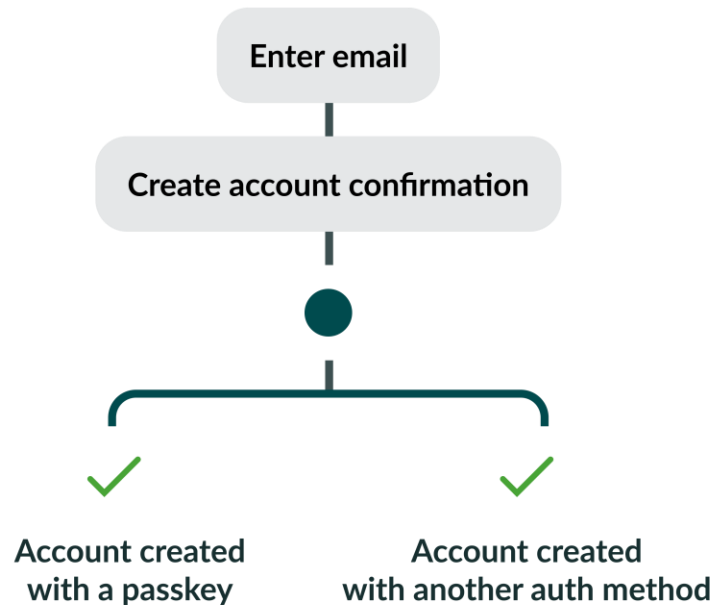 Enter email
Create account confirmation
Account created
with a passkey
Account created
with another auth method